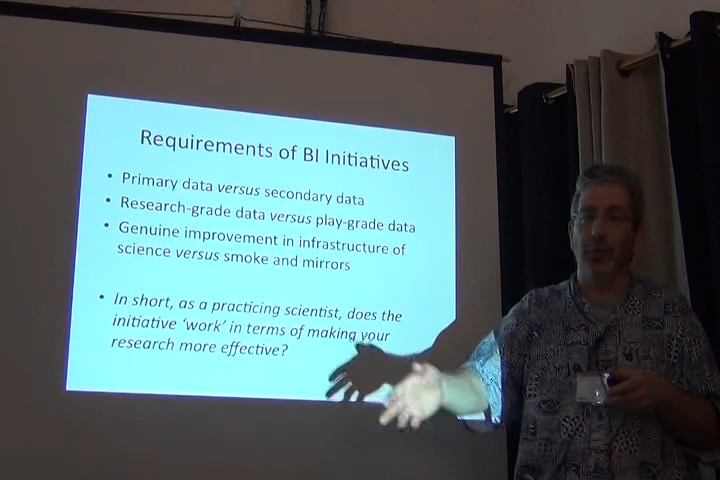 Requirements of BI Initiatives
• Primary data versus secondary data
• Research-grade data versus play-grade data
• Genuine improvement in infrastructure of
science versus smoke and mirrors
• In short, as a practicing scientist, does the
initiative ‘work’ in terms of making your
research more effective?